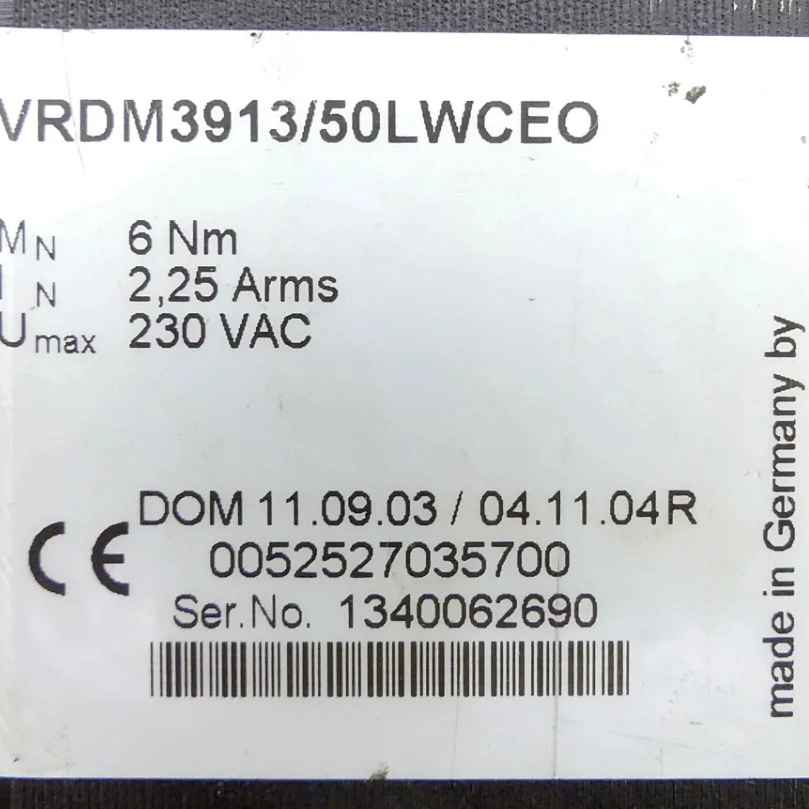 VRDM3913/50LWCEO
MN 6 Nm
IN 2,25 Arms
Umax 230 VAC
DOM 11.09.03 / 04.11.04R
CE 0052527035700
Ser.No. 1340062690
made in Germany by